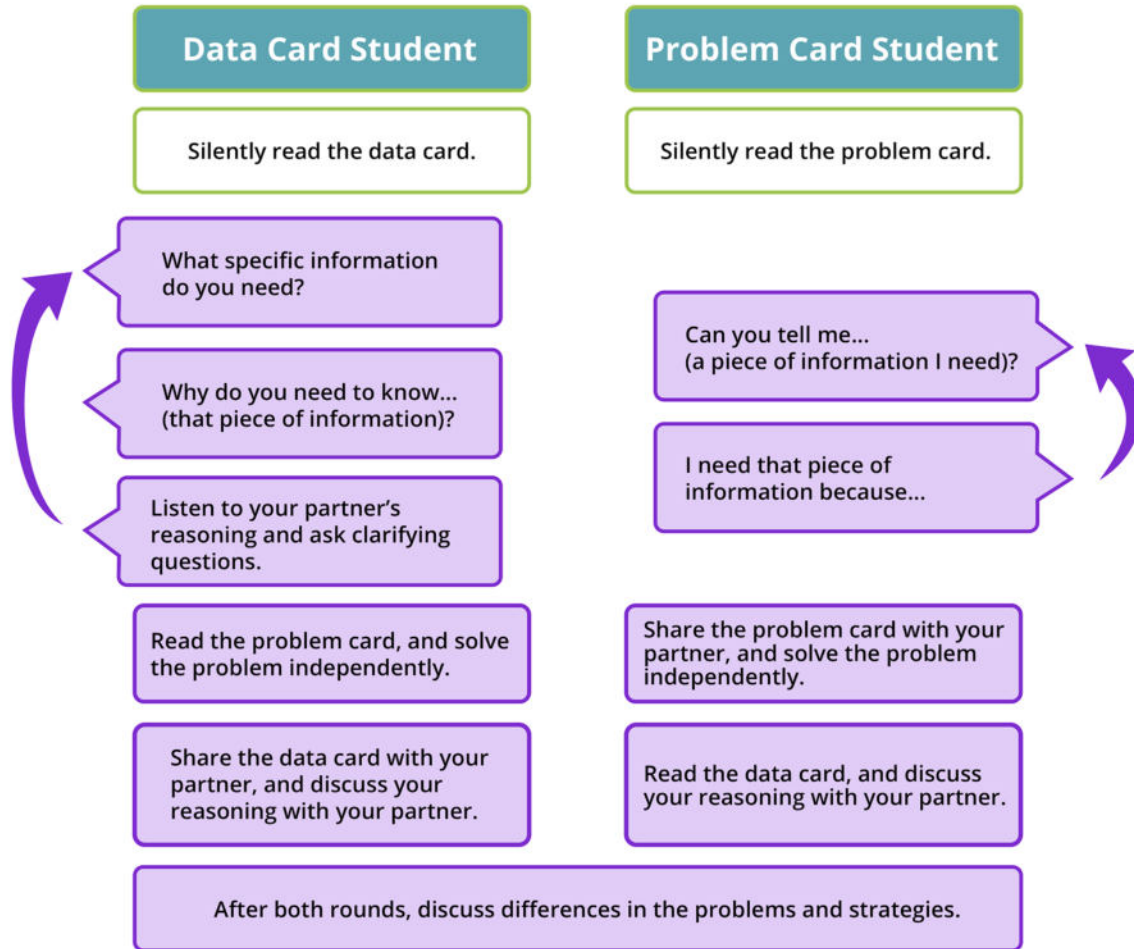 Data Card Student
Problem Card Student
Silently read the data card.
Silently read the problem card.
What specific information
do you need?
Can you tell me...
(a piece of information I need)?
Why do you need to know...
(that piece of information)?
I need that piece of
information because...
Listen to your partner’s
reasoning and ask clarifying
questions.
Read the problem card, and solve
the problem independently.
Share the problem card with your
partner, and solve the problem
independently.
Share the data card with your
partner, and discuss your
reasoning with your partner.
Read the data card, and discuss
your reasoning with your partner.
After both rounds, discuss differences in the problems and strategies.